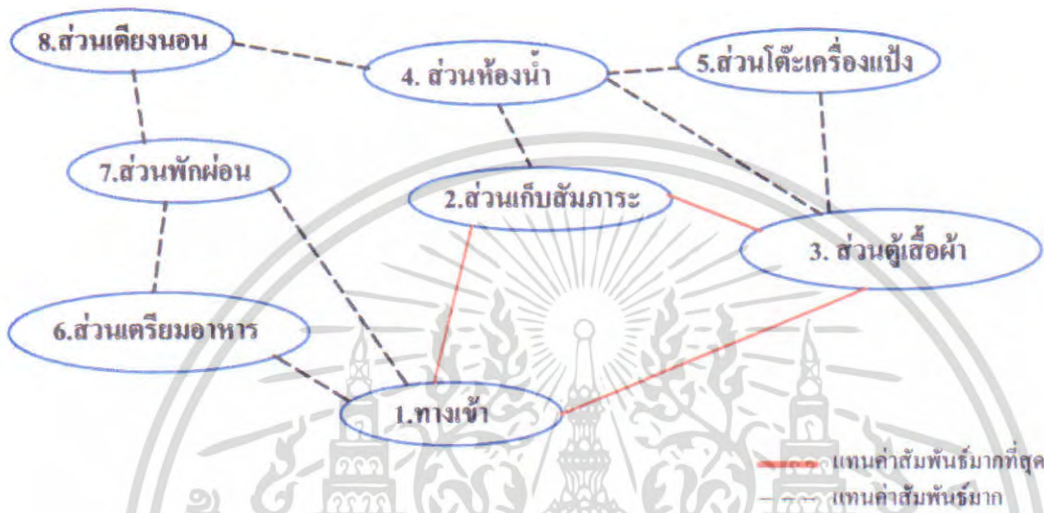 8.ส่วนเตียงนอน
4. ส่วนห้องน้ำ
5.ส่วนโต๊ะเครื่องแป้ง
7.ส่วนพักผ่อน
2.ส่วนเก็บสัมภาระ
3. ส่วนตู้เสื้อผ้า
6.ส่วนเตรียมอาหาร
1.ทางเข้า
แทนค่าสัมพันธ์มากที่สุด
แทนค่าสัมพันธ์มาก